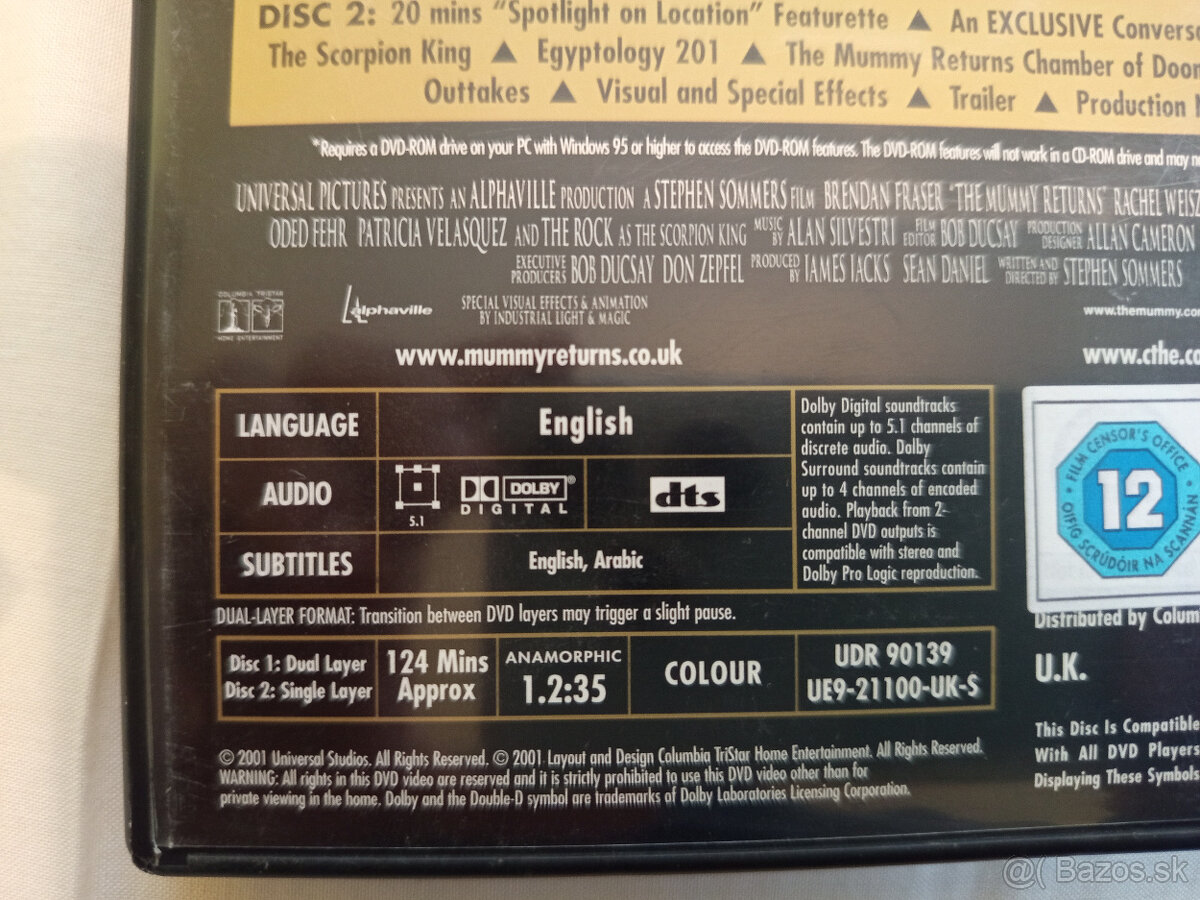 DISC 2: 20 mins "Spotlight on Location" Featurette ▲ An EXCLUSIVE
The Scorpion King ▲ Egyptology 201 ▲ The Mummy Returns Chamber of
Outtakes ▲ Visual and Special Effects ▲ Trailer ▲ Production
*Requires a DVD-ROM drive on your PC with Windows 95 or higher to access the DVD-ROM features. The DVD-ROM features will not work in a CD-ROM drive and may
UNIVERSAL PICTURES PRESENTS AN ALPHAVILLE PRODUCTION A STEPHEN SOMMERS FILM BRENDAN FRASER "THE MUMMY RETURNS" RACHEL WEISZ
ODED FEHR PATRICIA VELASQUEZ AND THE ROCK AS THE SCORPION KING MUSIC BY ALAN SILVESTRI FILM EDITOR BOB DUCSAY PRODUCTION DESIGNER ALLAN CAMERON
EXECUTIVE PRODUCERS BOB DUCSAY DON ZEPFEL PRODUCED BY JAMES JACKS SEAN DANIEL WRITTEN AND DIRECTED BY STEPHEN SOMMERS
COLUMBIA TRISTAR
HOME ENTERTAINMENT
Alphaville
SPECIAL VISUAL EFFECTS & ANIMATION
BY INDUSTRIAL LIGHT & MAGIC
www.themummy.co
www.mummyreturns.co.uk
www.cthe.co
LANGUAGE English
AUDIO 5.1 DOLBY DIGITAL dts
SUBTITLES English, Arabic
Dolby Digital soundtracks
contain up to 5.1 channels of
discrete audio. Dolby
Surround soundtracks contain
up to 4 channels of encoded
audio. Playback from 2-
channel DVD outputs is
compatible with stereo and
Dolby Pro Logic reproduction.
FILM CENSOR'S OFFICE
12
OIFIG SCRÚDÓIR NA SCANNÁN
DUAL-LAYER FORMAT: Transition between DVD layers may trigger a slight pause.
Distributed by
Disc 1: Dual Layer
Disc 2: Single Layer
124 Mins
Approx
ANAMORPHIC
1.2:35
COLOUR
UDR 90139
UE9-21100-UK-S
U.K.
This Disc Is Compatible
With All DVD Players
Displaying These Symbols
© 2001 Universal Studios. All Rights Reserved. © 2001 Layout and Design Columbia TriStar Home Entertainment. All Rights Reserved.
WARNING: All rights in this DVD video are reserved and it is strictly prohibited to use this DVD video other than for
private viewing in the home. Dolby and the Double-D symbol are trademarks of Dolby Laboratories Licensing Corporation.
@( Bazos.sk